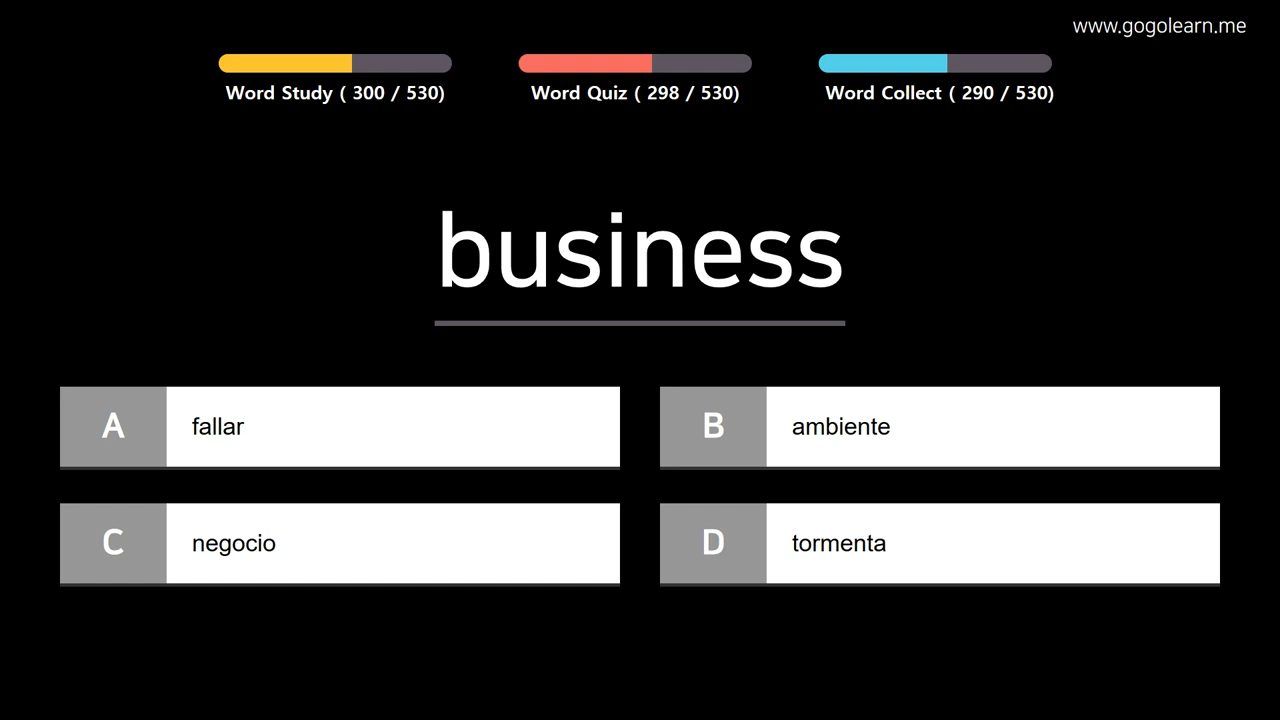 www.gogolearn.me
Word Study ( 300 / 530)
Word Quiz ( 298 / 530)
Word Collect ( 290 / 530)
business
A
fallar
B
ambiente
C
negocio
D
tormenta